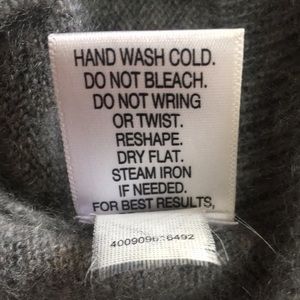 HAND WASH COLD.
DO NOT BLEACH.
DO NOT WRING
OR TWIST.
RESHAPE.
DRY FLAT.
STEAM IRON
IF NEEDED.
FOR BEST RESULTS,